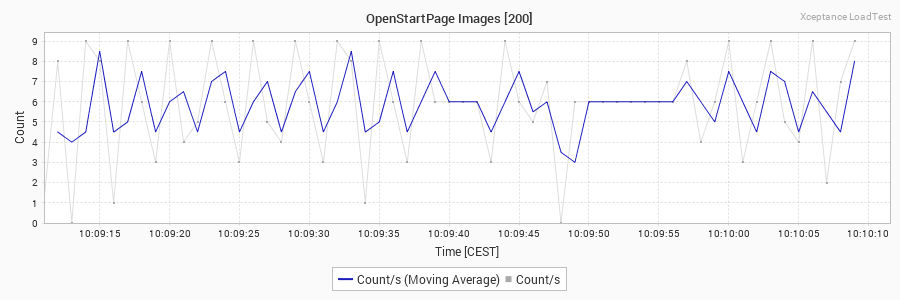 OpenStartPage Images [200]
Xceptance LoadTest
Count
9
8
7
6
5
4
3
2
1
0
10:09:15 10:09:20 10:09:25 10:09:30 10:09:35 10:09:40 10:09:45 10:09:50 10:09:55 10:10:00 10:10:05 10:10:10
Time [CEST]
Count/s (Moving Average) Count/s